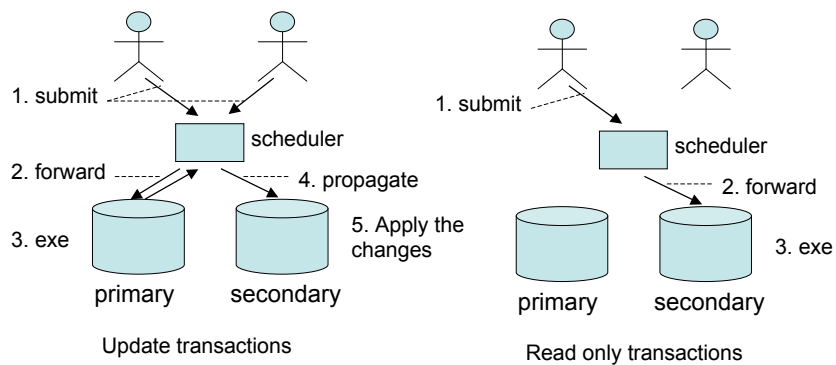 1. submit
scheduler
2. forward
4. propagate
3. exe
5. Apply the
changes
primary
secondary
Update transactions
1. submit
scheduler
2. forward
3. exe
primary
secondary
Read only transactions